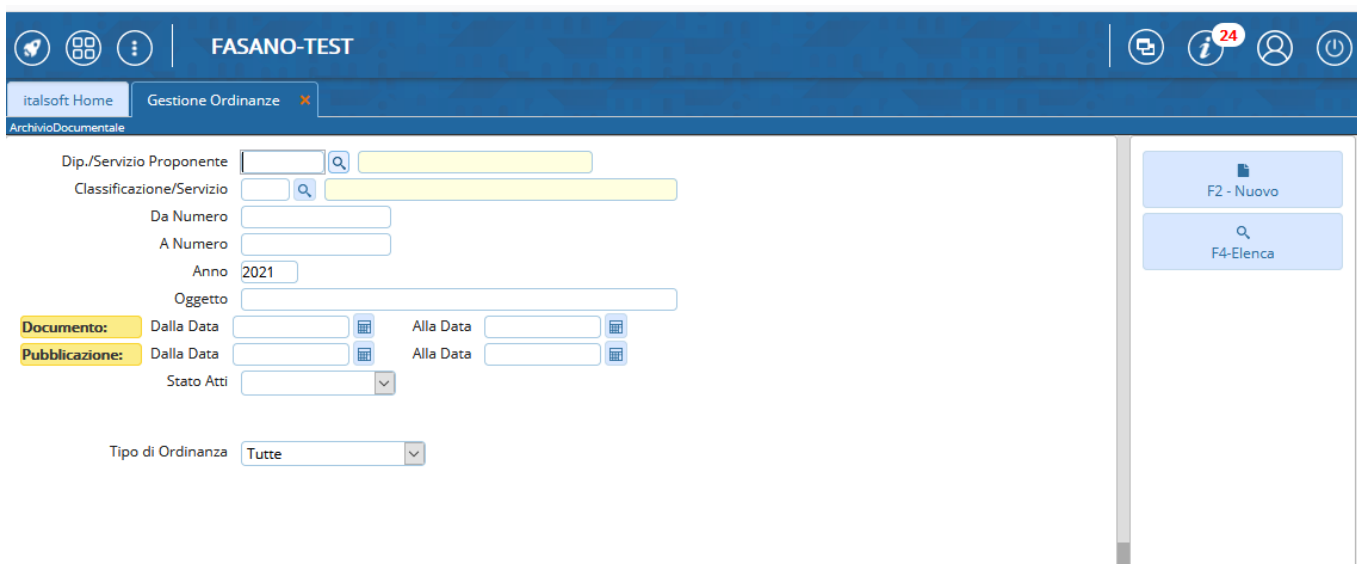 FASANO-TEST
24
italsoft Home
Gestione Ordinanze
ArchivioDocumentale
Dip./Servizio Proponente
Classificazione/Servizio
Da Numero
A Numero
Anno 2021
Oggetto
Documento: Dalla Data Alla Data
Pubblicazione: Dalla Data Alla Data
Stato Atti
Tipo di Ordinanza Tutte
F2 - Nuovo
F4-Elenca